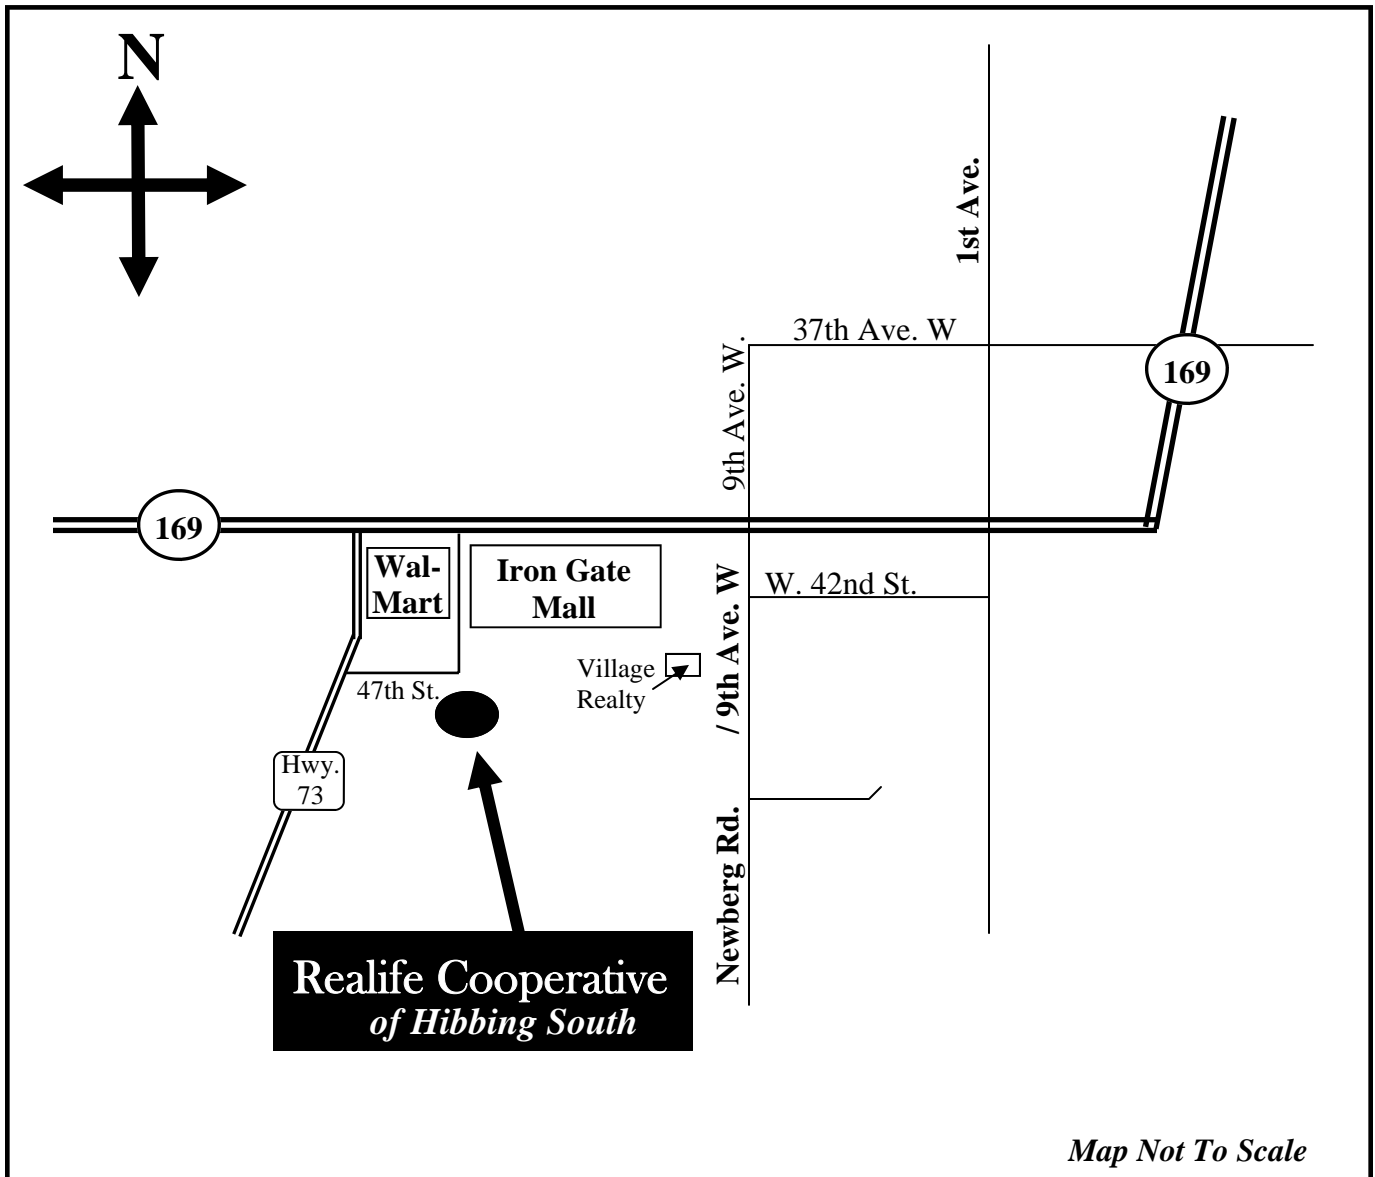 N
1st Ave.
37th Ave. W
9th Ave. W.
169
169
Wal-
Mart
Iron Gate
Mall
W. 42nd St.
Village
Realty
47th St.
Newberg Rd. / 9th Ave. W
Hwy.
73
Realife Cooperative
of Hibbing South
Map Not To Scale